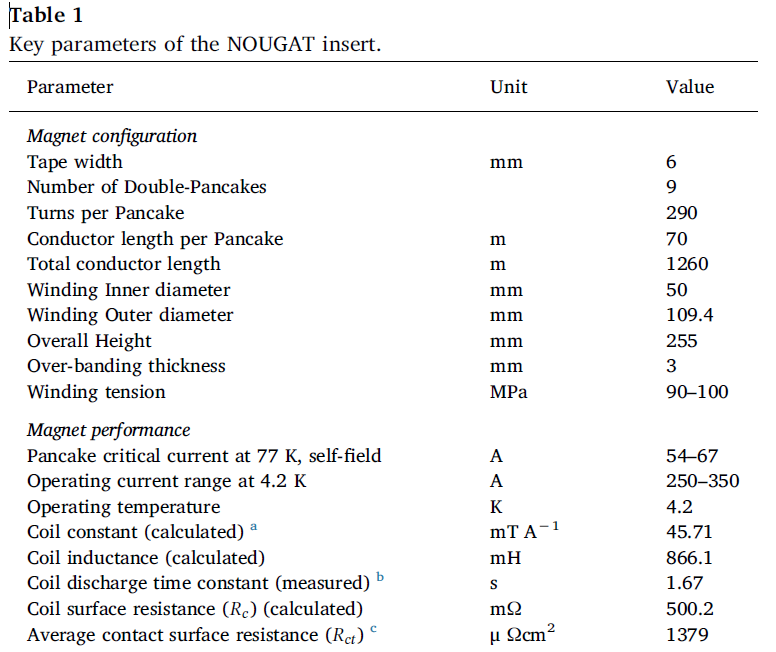 Table 1
Key parameters of the NOUGAT insert.
Parameter Unit Value
Magnet configuration
Tape width mm 6
Number of Double-Pancakes 9
Turns per Pancake 290
Conductor length per Pancake m 70
Total conductor length m 1260
Winding Inner diameter mm 50
Winding Outer diameter mm 109.4
Overall Height mm 255
Over-banding thickness mm 3
Winding tension MPa 90–100
Magnet performance
Pancake critical current at 77 K, self-field A 54–67
Operating current range at 4.2 K A 250–350
Operating temperature K 4.2
Coil constant (calculated) a mT A−1 45.71
Coil inductance (calculated) mH 866.1
Coil discharge time constant (measured) b s 1.67
Coil surface resistance (Rc) (calculated) mΩ 500.2
Average contact surface resistance (Rct) c μ Ωcm2 1379